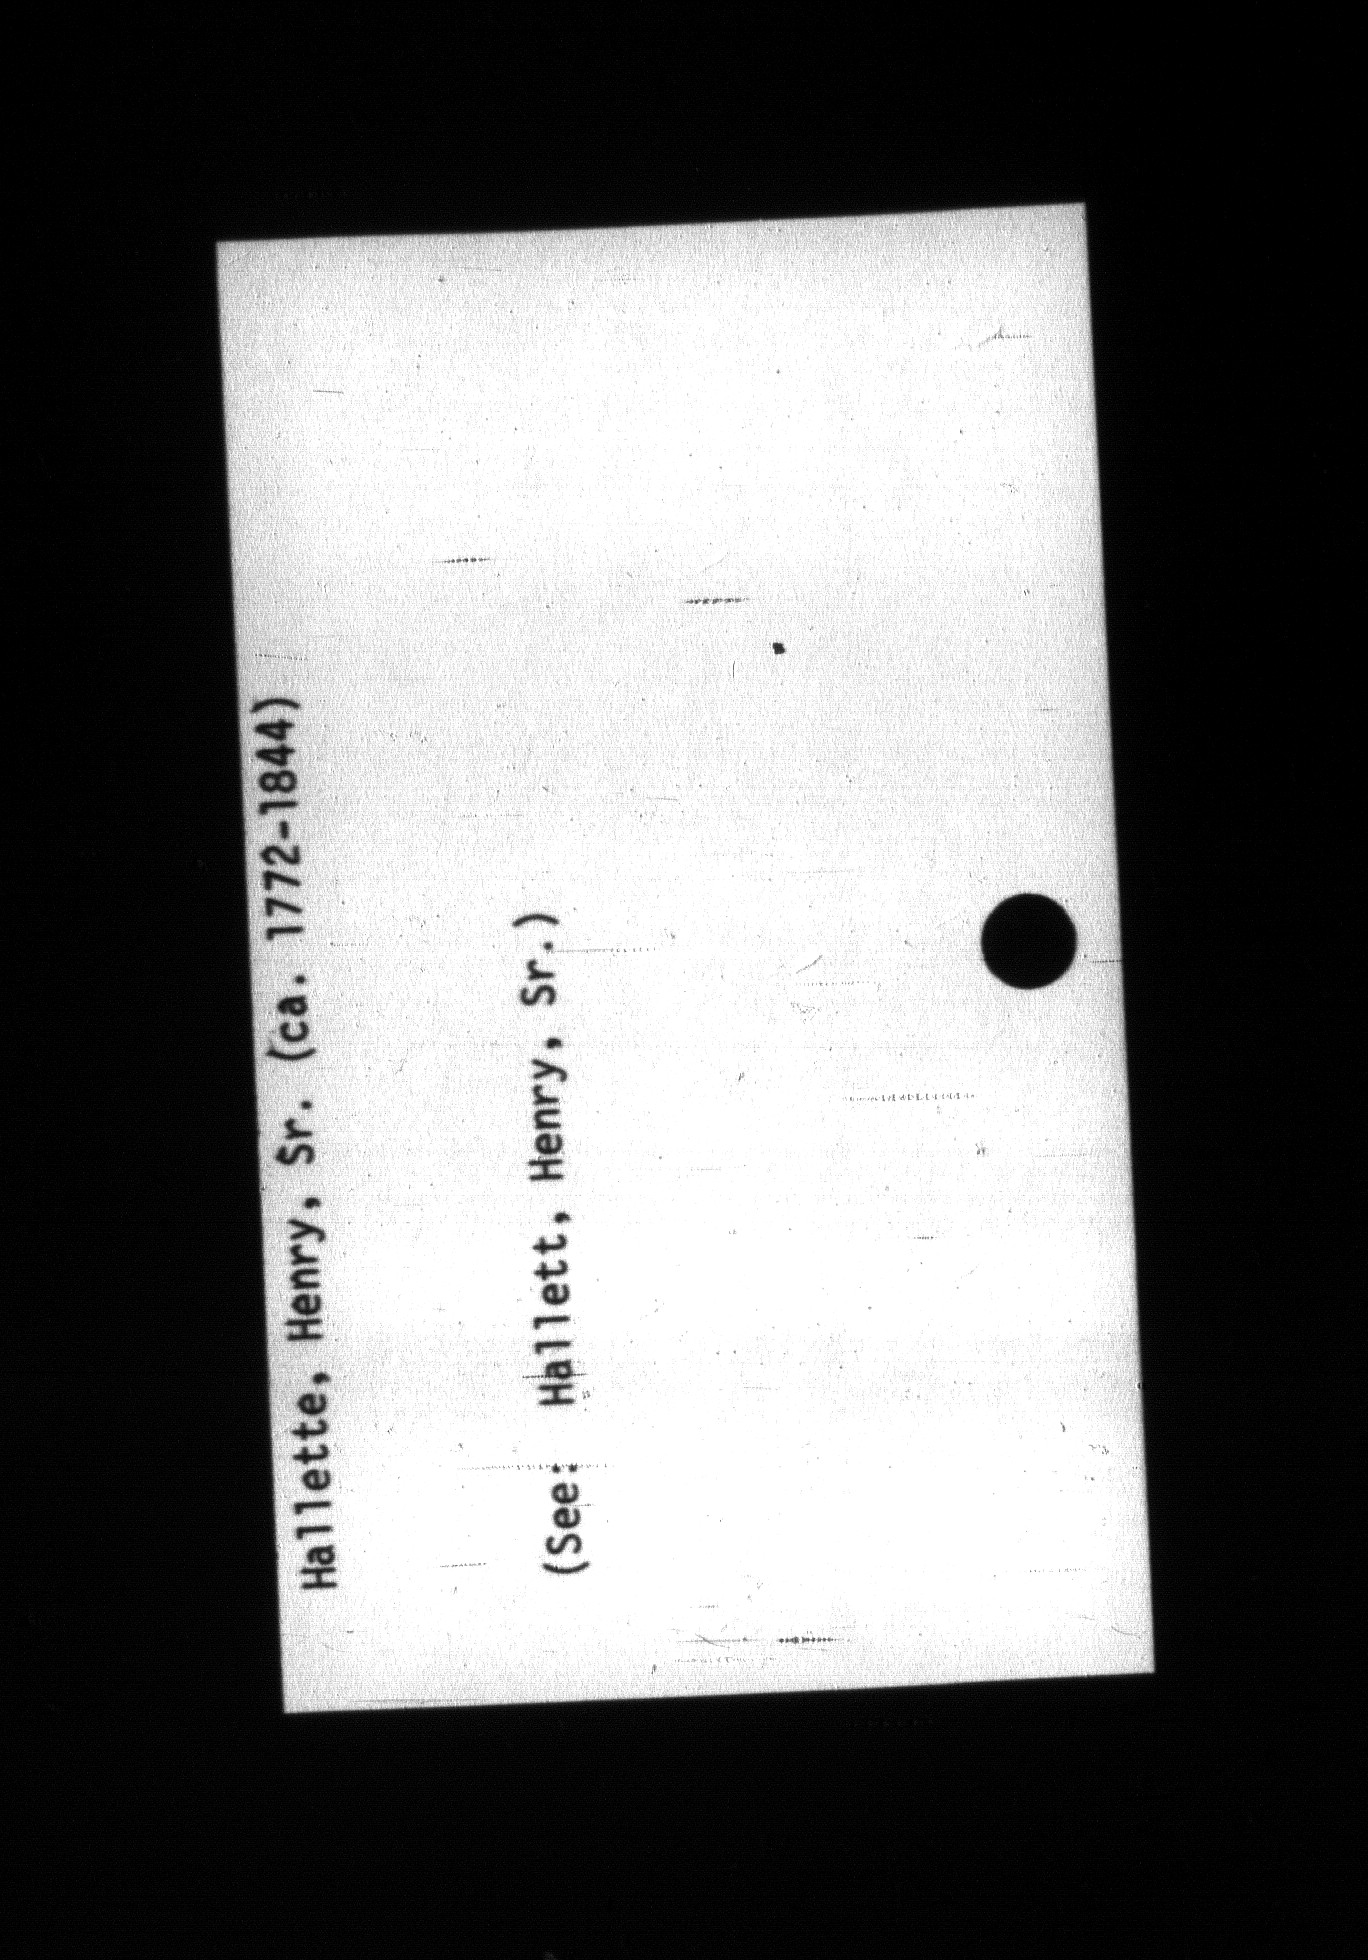 Hallette, Henry, Sr. (ca. 1772-1844)
(See: Hallett, Henry, Sr.)